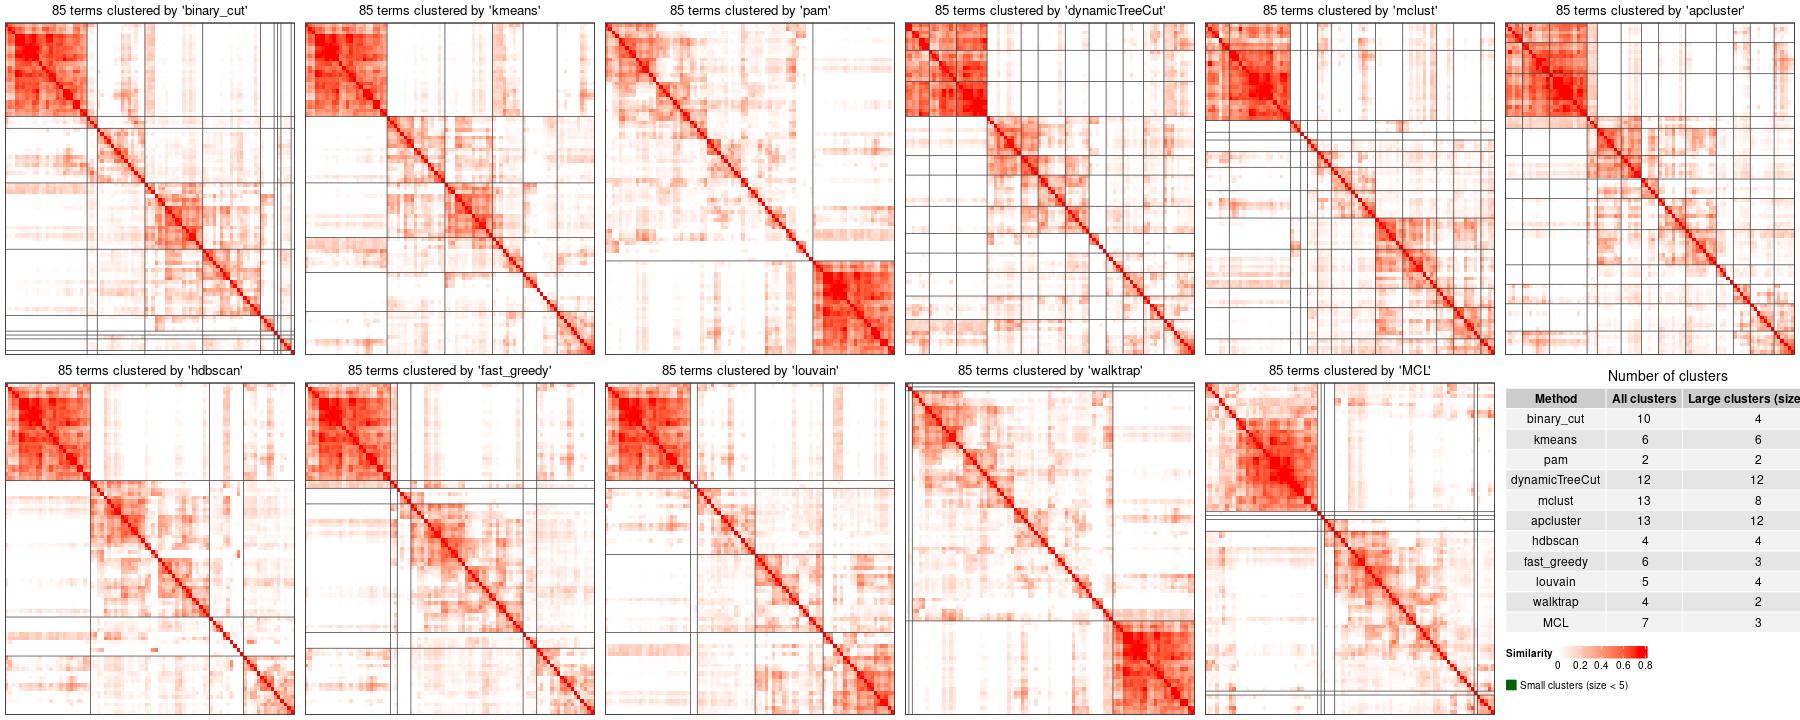 85 terms clustered by 'binary_cut'
85 terms clustered by 'kmeans'
85 terms clustered by 'pam'
85 terms clustered by 'dynamicTreeCut'
85 terms clustered by 'mclust'
85 terms clustered by 'apcluster'
85 terms clustered by 'hdbscan'
85 terms clustered by 'fast_greedy'
85 terms clustered by 'louvain'
85 terms clustered by 'walktrap'
85 terms clustered by 'MCL'
Number of clusters
Method All clusters Large clusters (size
binary_cut 10 4
kmeans 6 6
pam 2 2
dynamicTreeCut 12 12
mclust 13 8
apcluster 13 12
hdbscan 4 4
fast_greedy 6 3
louvain 5 4
walktrap 4 2
MCL 7 3
Similarity
0 0.2 0.4 0.6 0.8
Small clusters (size < 5)